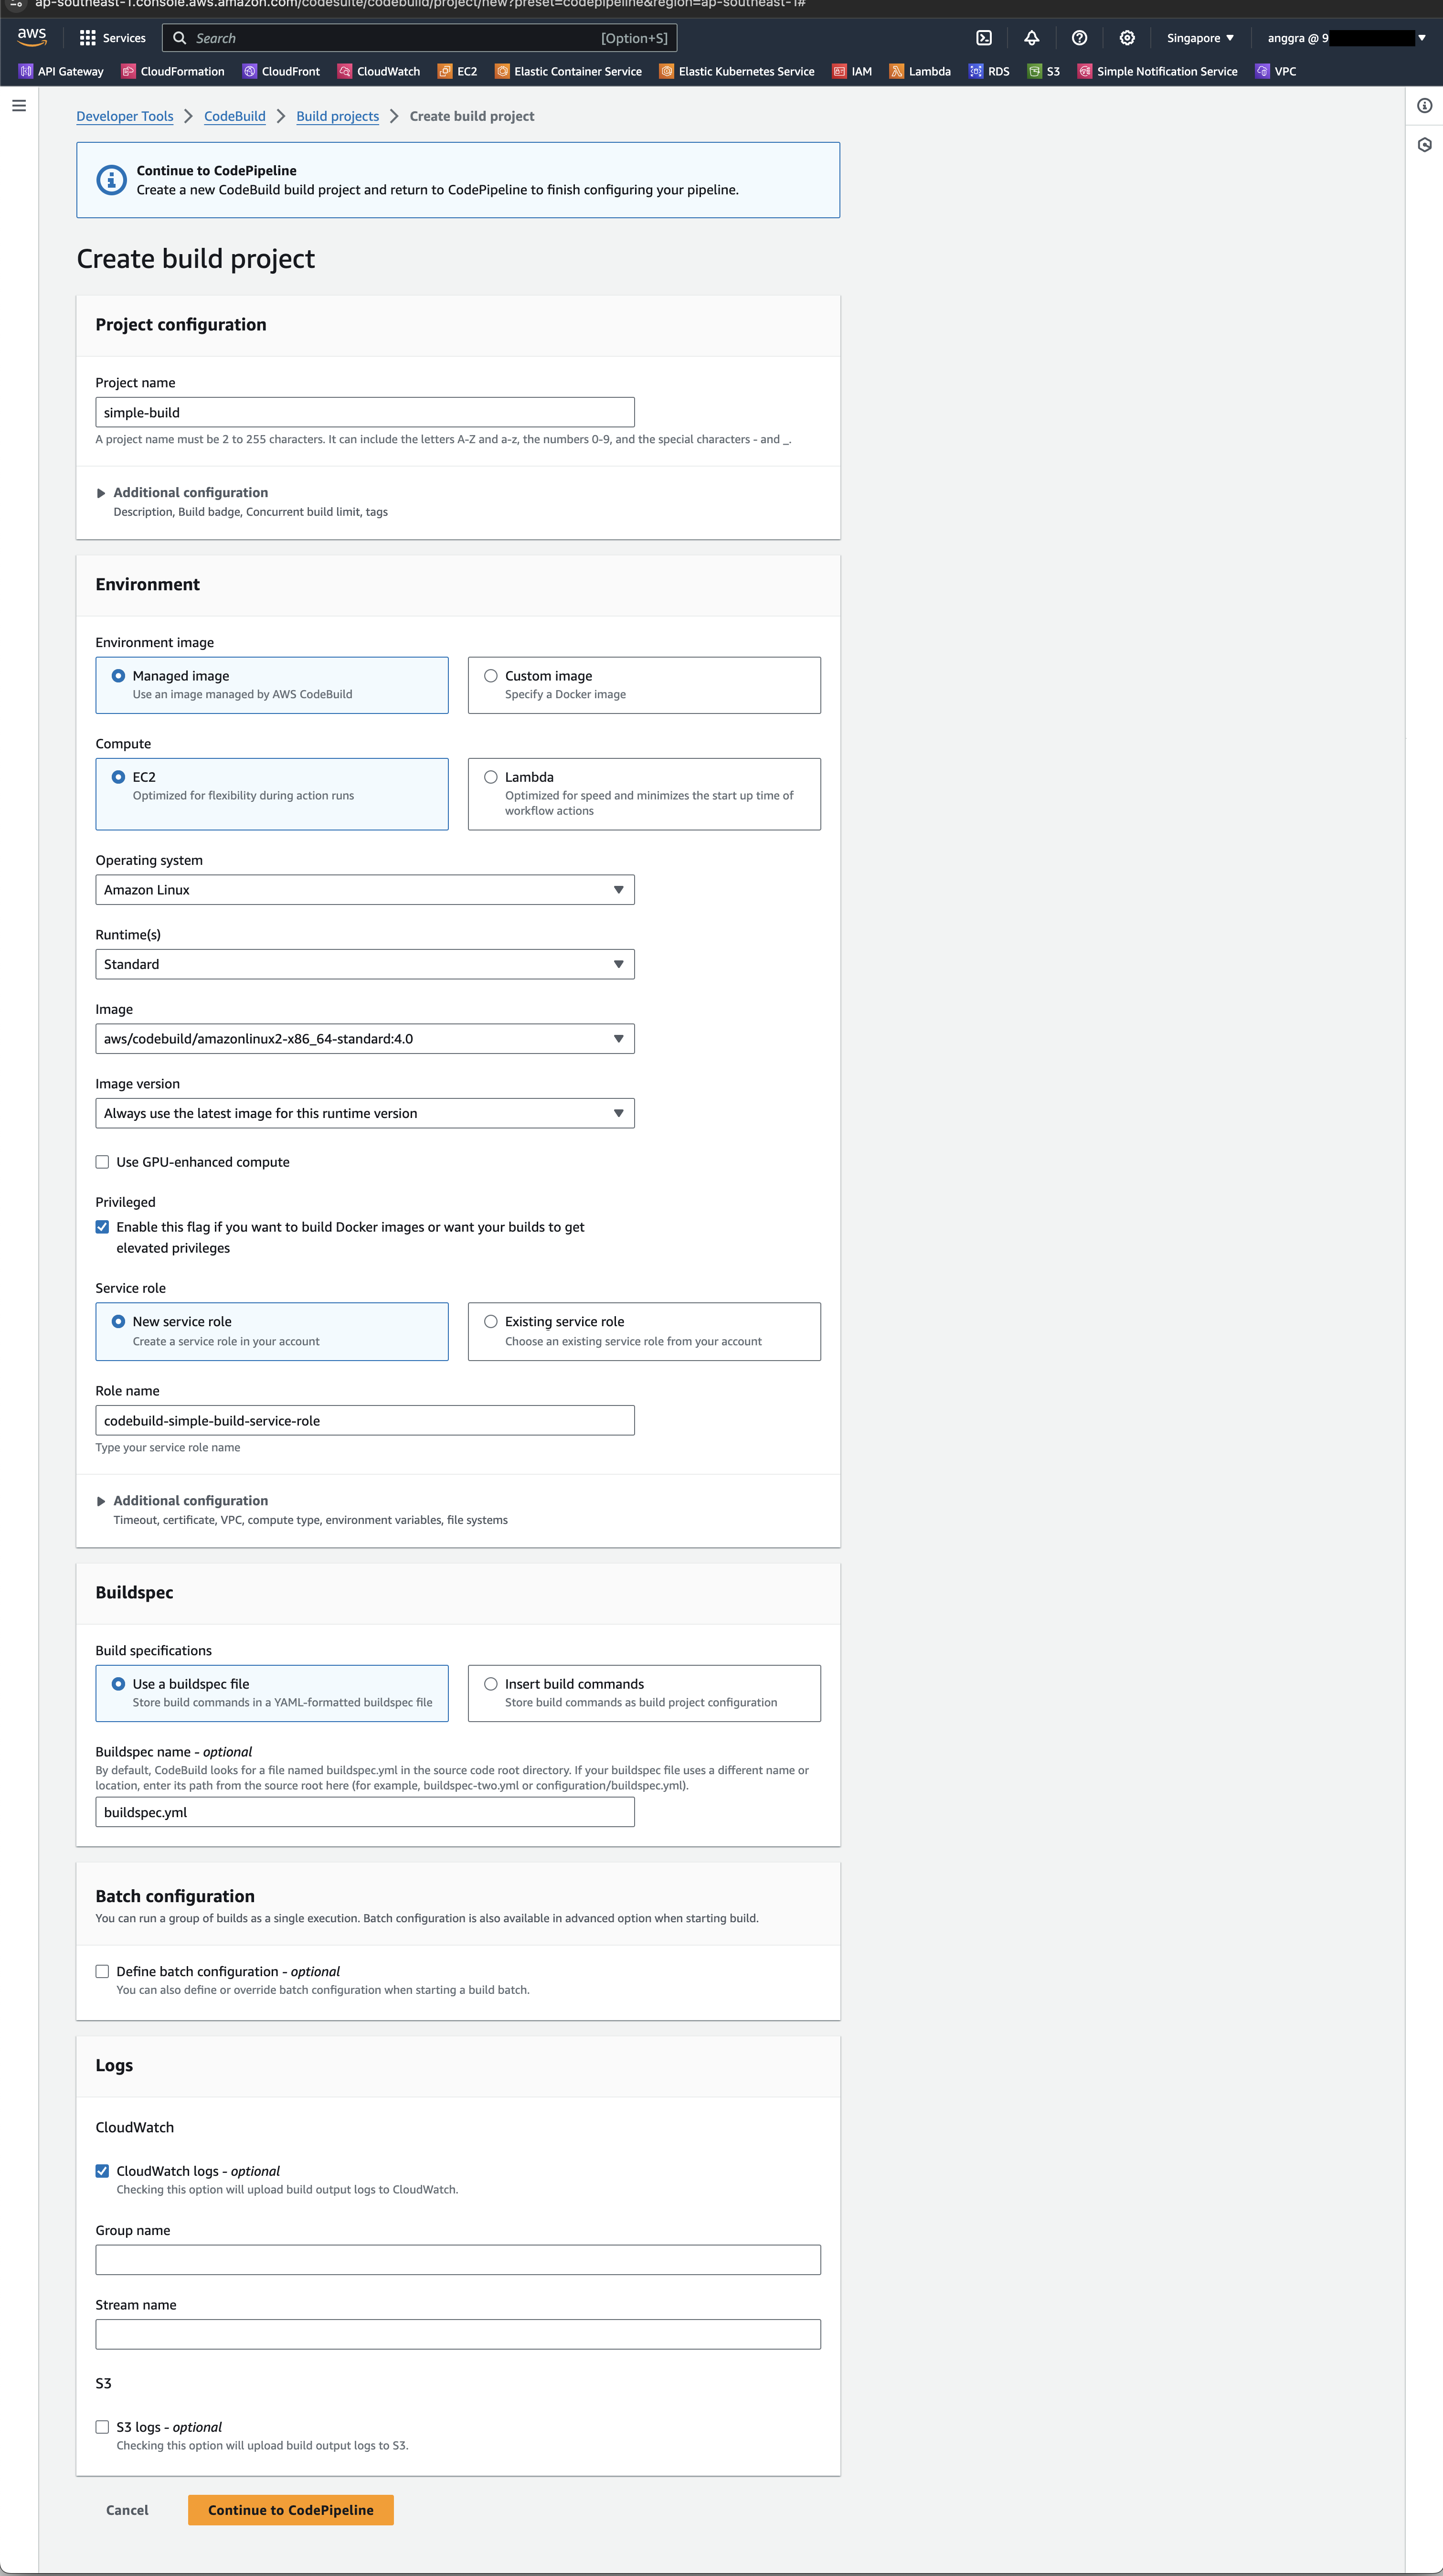 ap-southeast-1.console.aws.amazon.com/codesuite/codebuild/project/new?preset=codepipeline&region=ap-southeast-1#
aws Services Search [Option+S] Singapore anggra @ 9
API Gateway CloudFormation CloudFront CloudWatch EC2 Elastic Container Service Elastic Kubernetes Service IAM Lambda RDS S3 Simple Notification Service VPC
Developer Tools CodeBuild Build projects Create build project
Continue to CodePipeline
Create a new CodeBuild build project and return to CodePipeline to finish configuring your pipeline.
Create build project
Project configuration
Project name
simple-build
A project name must be 2 to 255 characters. It can include the letters A-Z and a-z, the numbers 0-9, and the special characters - and _.
Additional configuration
Description, Build badge, Concurrent build limit, tags
Environment
Environment image
Managed image
Use an image managed by AWS CodeBuild
Custom image
Specify a Docker image
Compute
EC2
Optimized for flexibility during action runs
Lambda
Optimized for speed and minimizes the start up time of
workflow actions
Operating system
Amazon Linux
Runtime(s)
Standard
Image
aws/codebuild/amazonlinux2-x86_64-standard:4.0
Image version
Always use the latest image for this runtime version
Use GPU-enhanced compute
Privileged
Enable this flag if you want to build Docker images or want your builds to get
elevated privileges
Service role
New service role
Create a service role in your account
Existing service role
Choose an existing service role from your account
Role name
codebuild-simple-build-service-role
Type your service role name
Additional configuration
Timeout, certificate, VPC, compute type, environment variables, file systems
Buildspec
Build specifications
Use a buildspec file
Store build commands in a YAML-formatted buildspec file
Insert build commands
Store build commands as build project configuration
Buildspec name - optional
By default, CodeBuild looks for a file named buildspec.yml in the source code root directory. If your buildspec file uses a different name or
location, enter its path from the source root here (for example, buildspec-two.yml or configuration/buildspec.yml).
buildspec.yml
Batch configuration
You can run a group of builds as a single execution. Batch configuration is also available in advanced option when starting build.
Define batch configuration - optional
You can also define or override batch configuration when starting a build batch.
Logs
CloudWatch
CloudWatch logs - optional
Checking this option will upload build output logs to CloudWatch.
Group name
Stream name
S3
S3 logs - optional
Checking this option will upload build output logs to S3.
Cancel Continue to CodePipeline